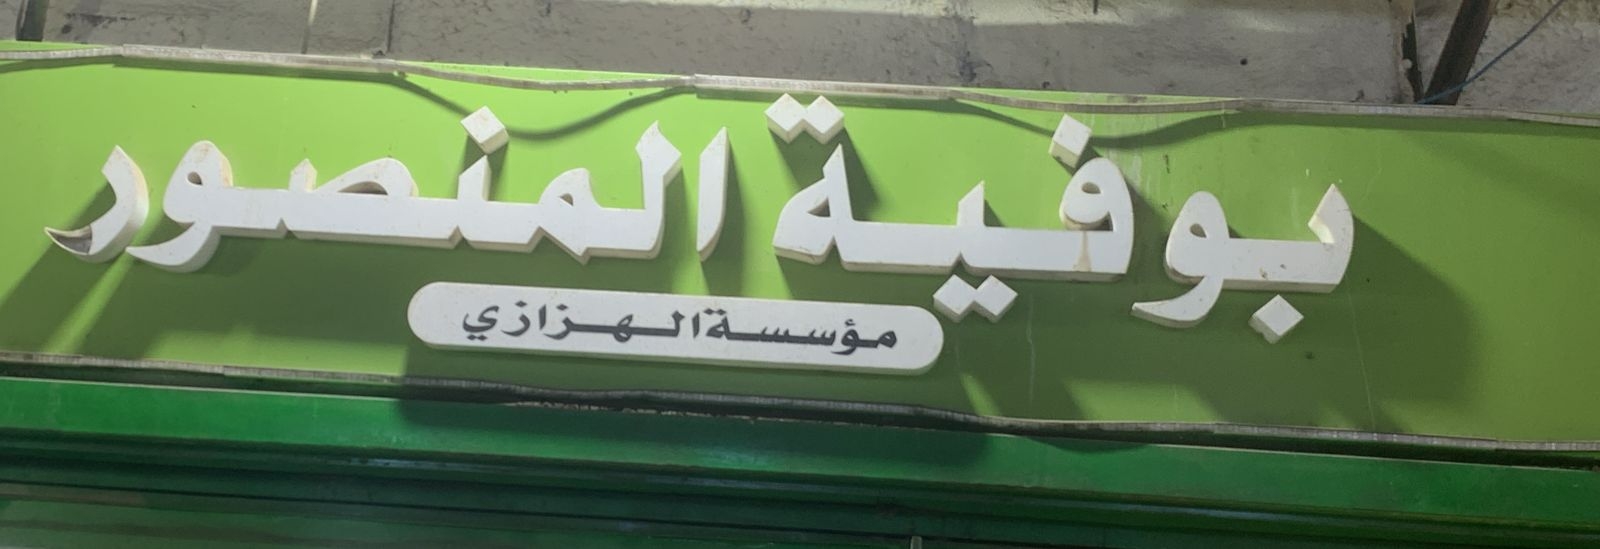 بوفية المنصور
مؤسسة الهزازي